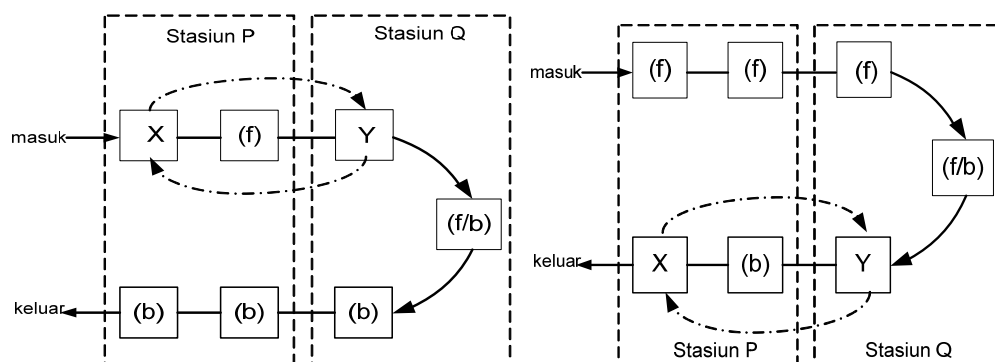 Stasiun P
Stasiun Q
masuk
X
(f)
Y
(f/b)
keluar
(b)
(b)
(b)
masuk
(f)
(f)
(f)
(f/b)
keluar
X
(b)
Y
Stasiun P
Stasiun Q